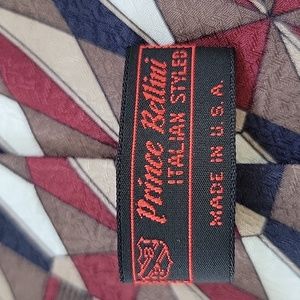 Prince Bellini
ITALIAN STYLED
MADE IN U.S.A.